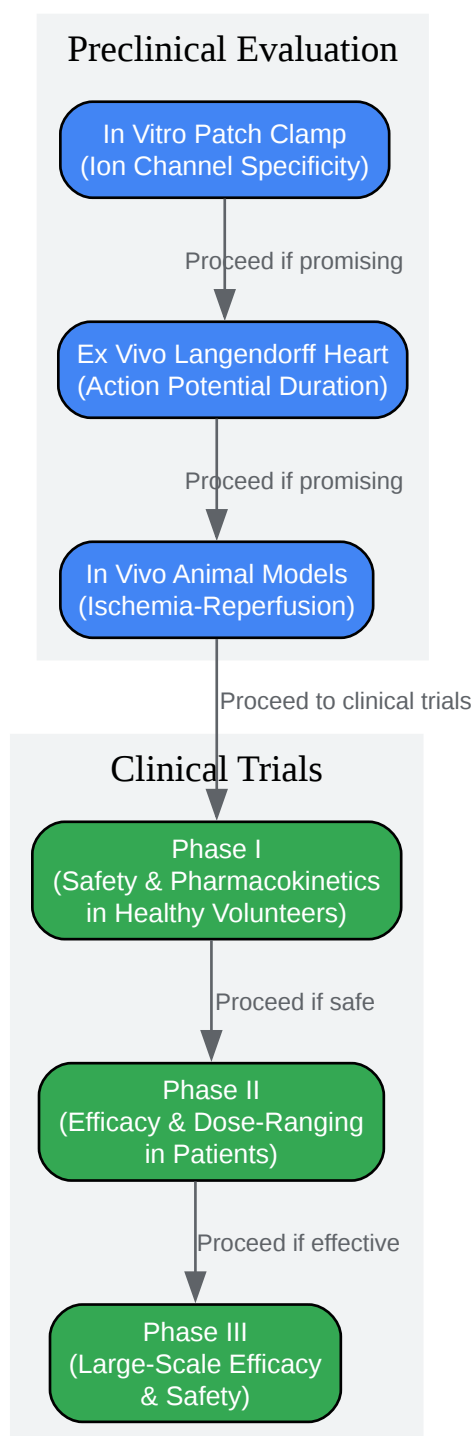 Preclinical Evaluation
In Vitro Patch Clamp
(Ion Channel Specificity)
Proceed if promising
Ex Vivo Langendorff Heart
(Action Potential Duration)
Proceed if promising
In Vivo Animal Models
(Ischemia-Reperfusion)
Proceed to clinical trials
Clinical Trials
Phase I
(Safety & Pharmacokinetics
in Healthy Volunteers)
Proceed if safe
Phase II
(Efficacy & Dose-Ranging
in Patients)
Proceed if effective
Phase III
(Large-Scale Efficacy
& Safety)